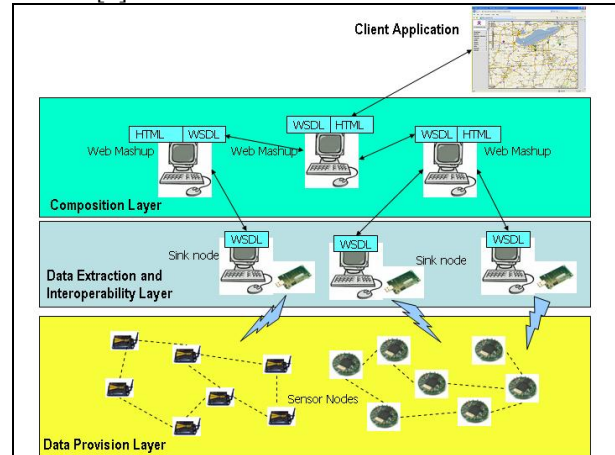 Client Application
WSDL HTML
HTML WSDL
WSDL HTML
Web Mashup
Web Mashup
Web Mashup
Composition Layer
WSDL
WSDL
WSDL
Sink node
Sink node
Data Extraction and
Interoperability Layer
Sensor Nodes
Data Provision Layer